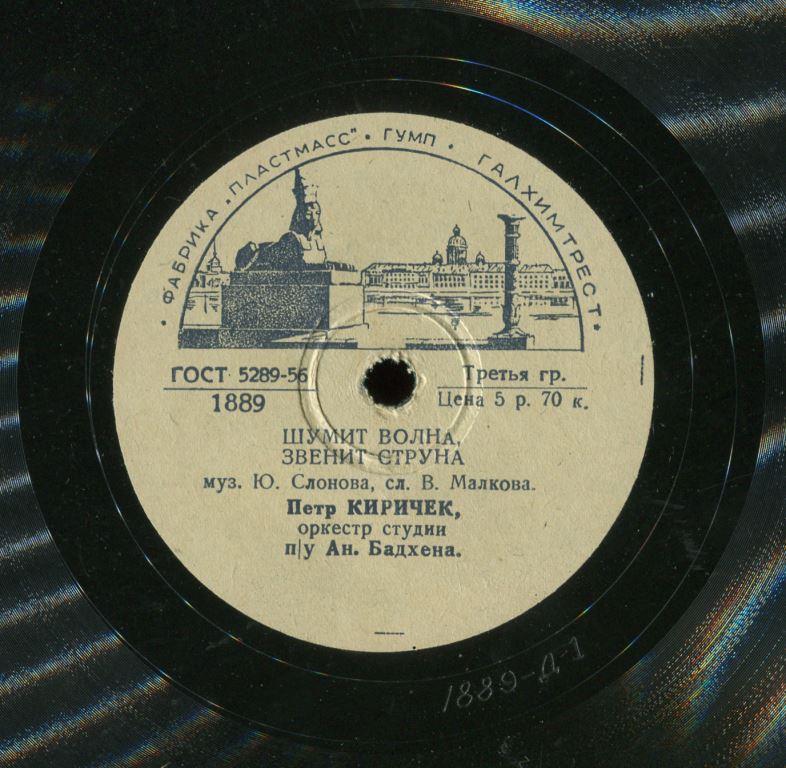 ФАБРИКА „ПЛАСТМАСС" • ГУМП • ГАЛХИМТРЕСТ
ГОСТ 5289-56
1889
Третья гр.
Цена 5 р. 70 к.
ШУМИТ ВОЛНА,
ЗВЕНИТ СТРУНА
муз. Ю. Слонова, сл. В. Малкова.
Петр КИРИЧЕК,
оркестр студии
п/у Ан. Бадхена.
1889-Д-1